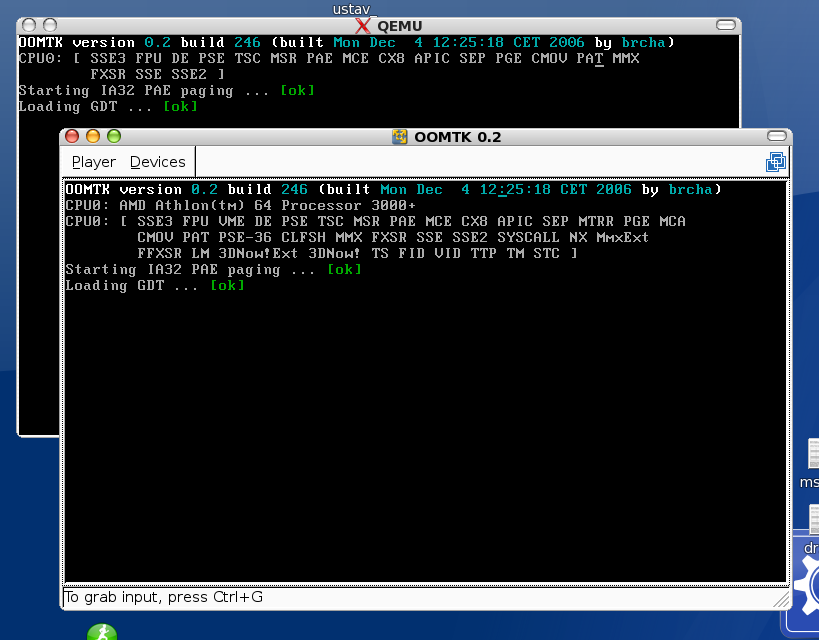 ustav_
QEMU
OOMTK version 0.2 build 246 (built Mon Dec  4 12:25:18 CET 2006 by brcha)
CPU0: [ SSE3 FPU DE PSE TSC MSR PAE MCE CX8 APIC SEP PGE CMOV PAT MMX
FXSR SSE SSE2 ]
Starting IA32 PAE paging ... [ok]
Loading GDT ... [ok]
OOMTK 0.2
Player Devices
OOMTK version 0.2 build 246 (built Mon Dec  4 12:25:18 CET 2006 by brcha)
CPU0: AMD Athlon(tm) 64 Processor 3000+
CPU0: [ SSE3 FPU VME DE PSE TSC MSR PAE MCE CX8 APIC SEP MTRR PGE MCA
CMOV PAT PSE-36 CLFSH MMX FXSR SSE SSE2 SYSCALL NX MmxExt
FFXSR LM 3DNow!Ext 3DNow! TS FID VID TTP TM STC ]
Starting IA32 PAE paging ... [ok]
Loading GDT ... [ok]
ms
dr
To grab input, press Ctrl+G